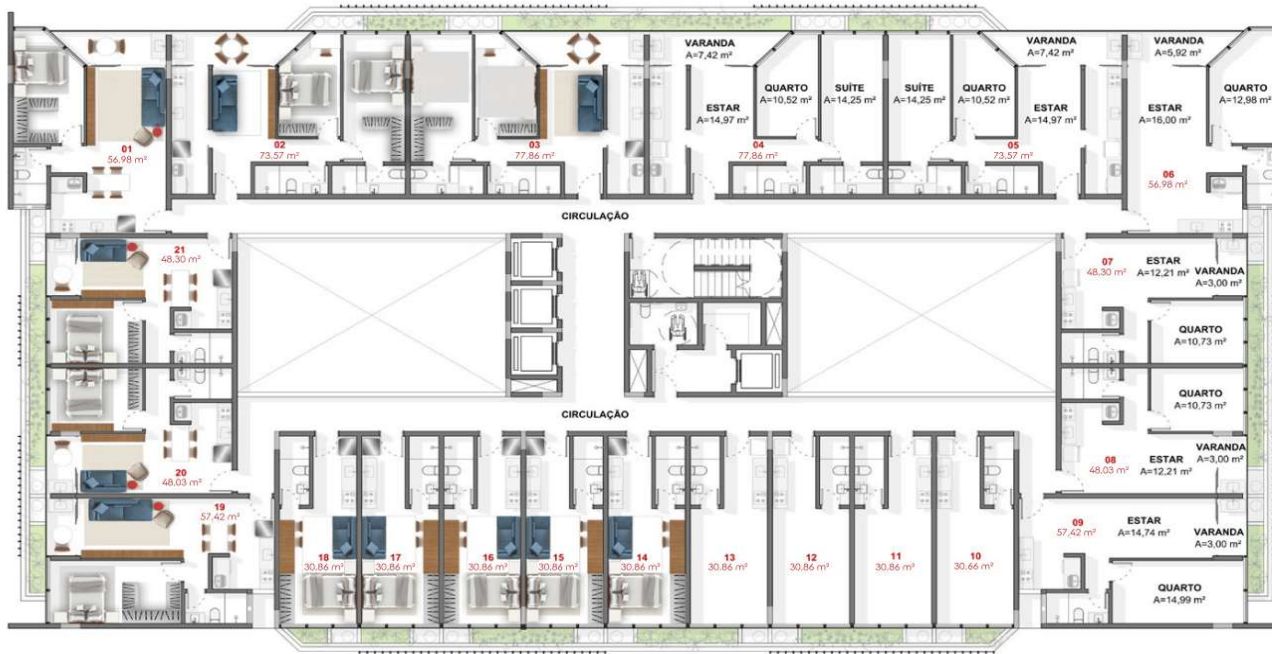 VARANDA
A=7,42 m²
VARANDA
A=7,42 m²
VARANDA
A=5,92 m²
QUARTO
A=10,52 m²
SUÍTE
A=14,25 m²
SUÍTE
A=14,25 m²
QUARTO
A=10,52 m²
QUARTO
A=12,98 m²
ESTAR
A=14,97 m²
ESTAR
A=14,97 m²
ESTAR
A=16,00 m²
01
56,98 m²
02
73,57 m²
03
77,86 m²
04
77,86 m²
05
73,57 m²
06
56,98 m²
CIRCULAÇÃO
21
48,30 m²
07
48,30 m²
ESTAR
A=12,21 m²
VARANDA
A=3,00 m²
QUARTO
A=10,73 m²
QUARTO
A=10,73 m²
CIRCULAÇÃO
20
48,03 m²
08
48,03 m²
ESTAR
A=12,21 m²
VARANDA
A=3,00 m²
19
57,42 m²
09
57,42 m²
ESTAR
A=14,74 m²
VARANDA
A=3,00 m²
18
30,86 m²
17
30,86 m²
16
30,86 m²
15
30,86 m²
14
30,86 m²
13
30,86 m²
12
30,86 m²
11
30,86 m²
10
30.66 m²
QUARTO
A=14,99 m²